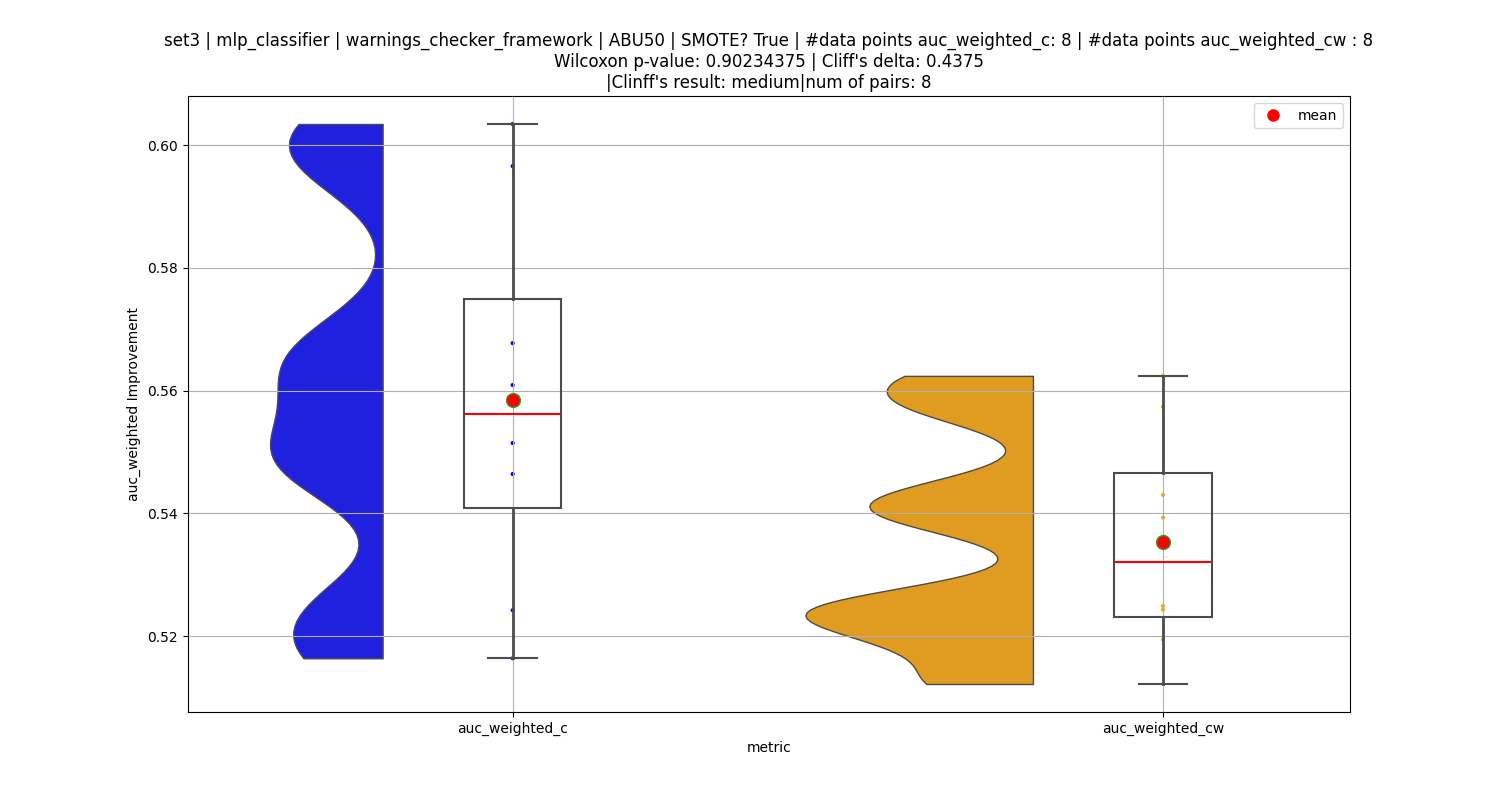 set3 | mlp_classifier | warnings_checker_framework | ABU50 | SMOTE? True | #data points auc_weighted_c: 8 | #data points auc_weighted_cw : 8
Wilcoxon p-value: 0.90234375 | Cliff's delta: 0.4375
|Clinff's result: medium|num of pairs: 8
mean
0.60
0.58
0.56
0.54
0.52
auc_weighted Improvement
auc_weighted_c
auc_weighted_cw
metric